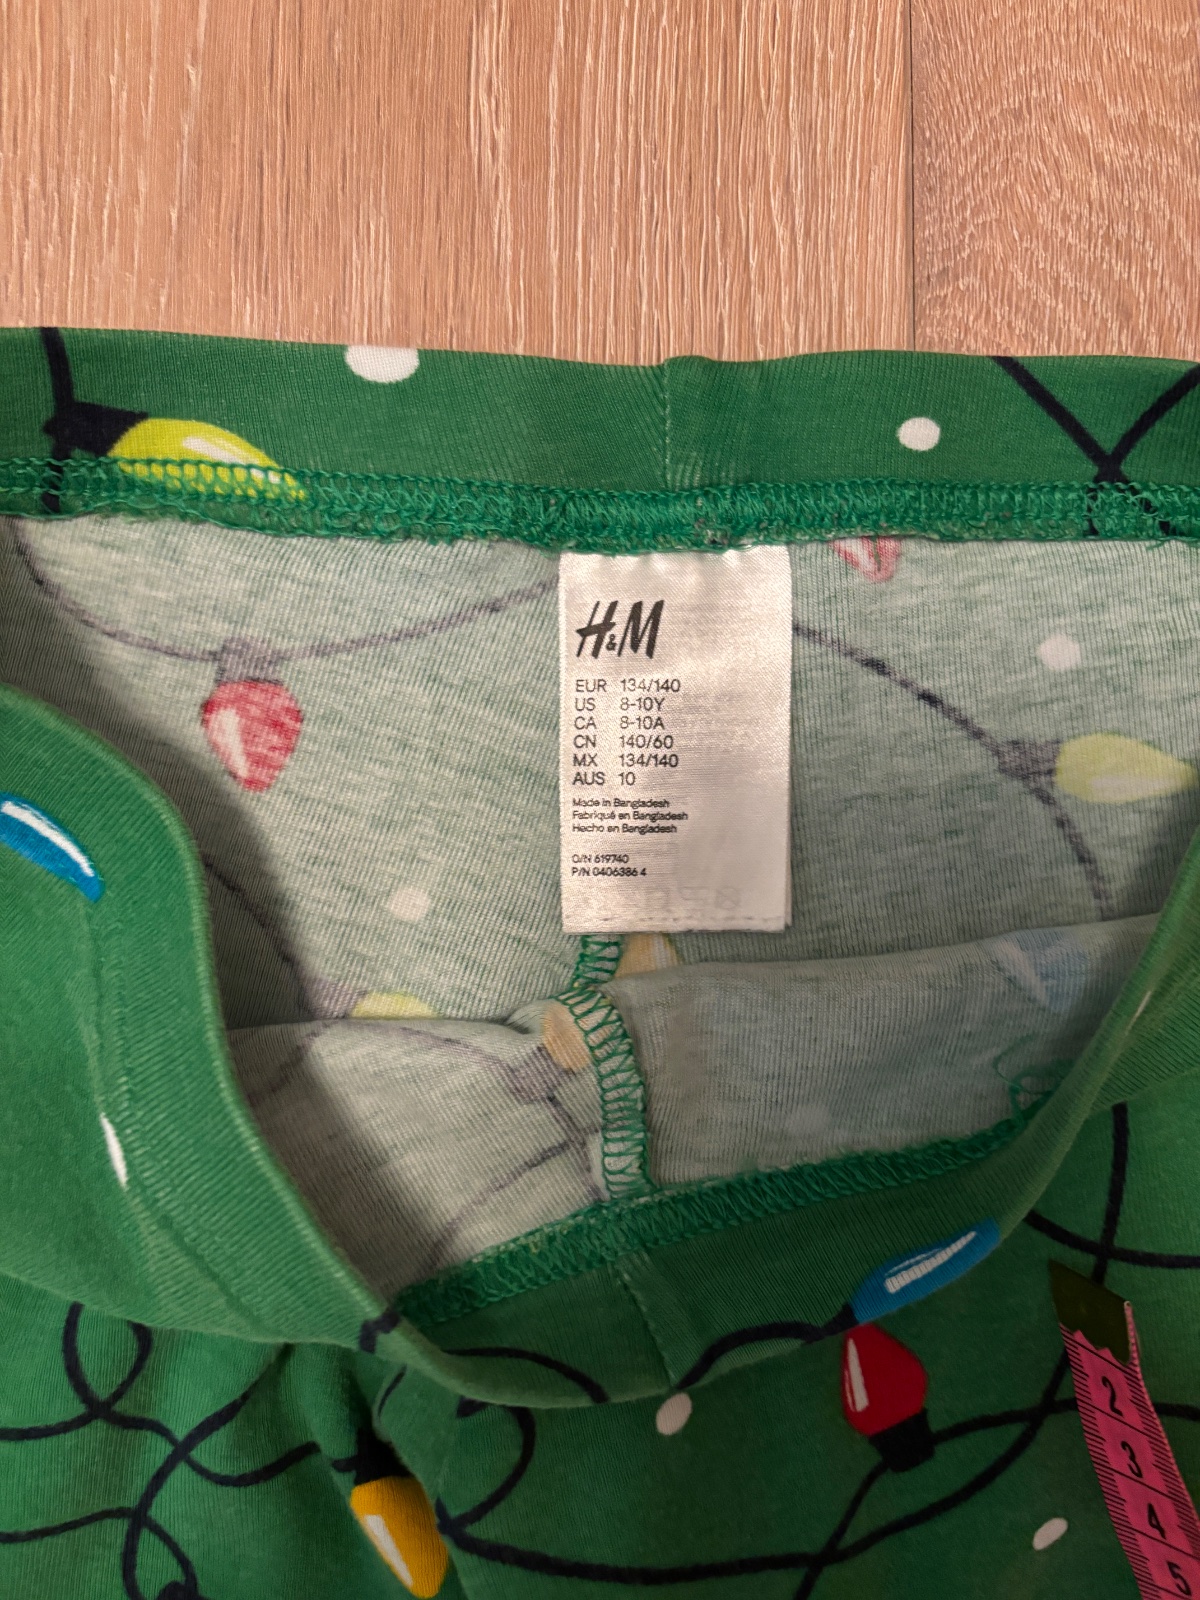 H&M
EUR 134/140
US 8-10Y
CA 8-10A
CN 140/60
MX 134/140
AUS 10
Made in Bangladesh
Fabriqué en Bangladesh
Hecho en Bangladesh
O/N 619740
P/N 0406386 4
2
3
4
5